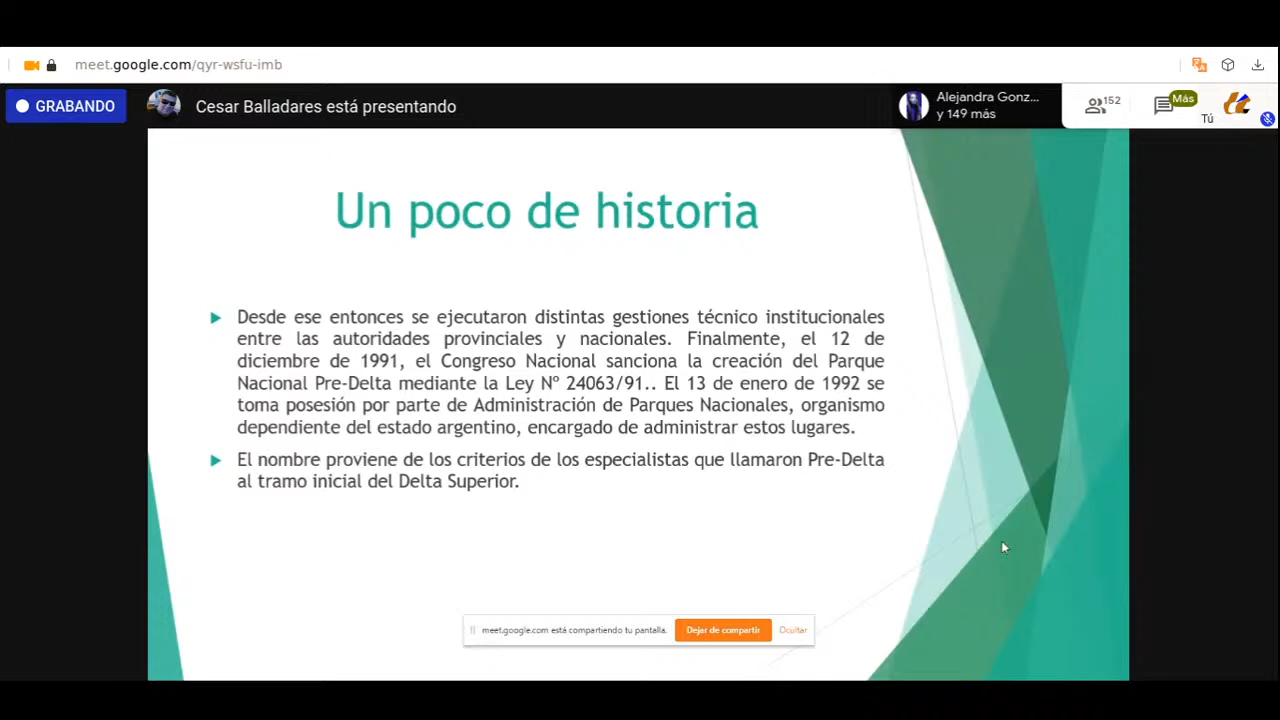 meet.google.com/qyr-wsfu-imb
GRABANDO
Cesar Balladares está presentando
Alejandra Gonz...
y 149 más
152
Más
Tú
Un poco de historia
Desde ese entonces se ejecutaron distintas gestiones técnico institucionales
entre las autoridades provinciales y nacionales. Finalmente, el 12 de
diciembre de 1991, el Congreso Nacional sanciona la creación del Parque
Nacional Pre-Delta mediante la Ley Nº 24063/91.. El 13 de enero de 1992 se
toma posesión por parte de Administración de Parques Nacionales, organismo
dependiente del estado argentino, encargado de administrar estos lugares.
El nombre proviene de los criterios de los especialistas que llamaron Pre-Delta
al tramo inicial del Delta Superior.
meet.google.com está compartiendo tu pantalla.
Dejar de compartir
Ocultar